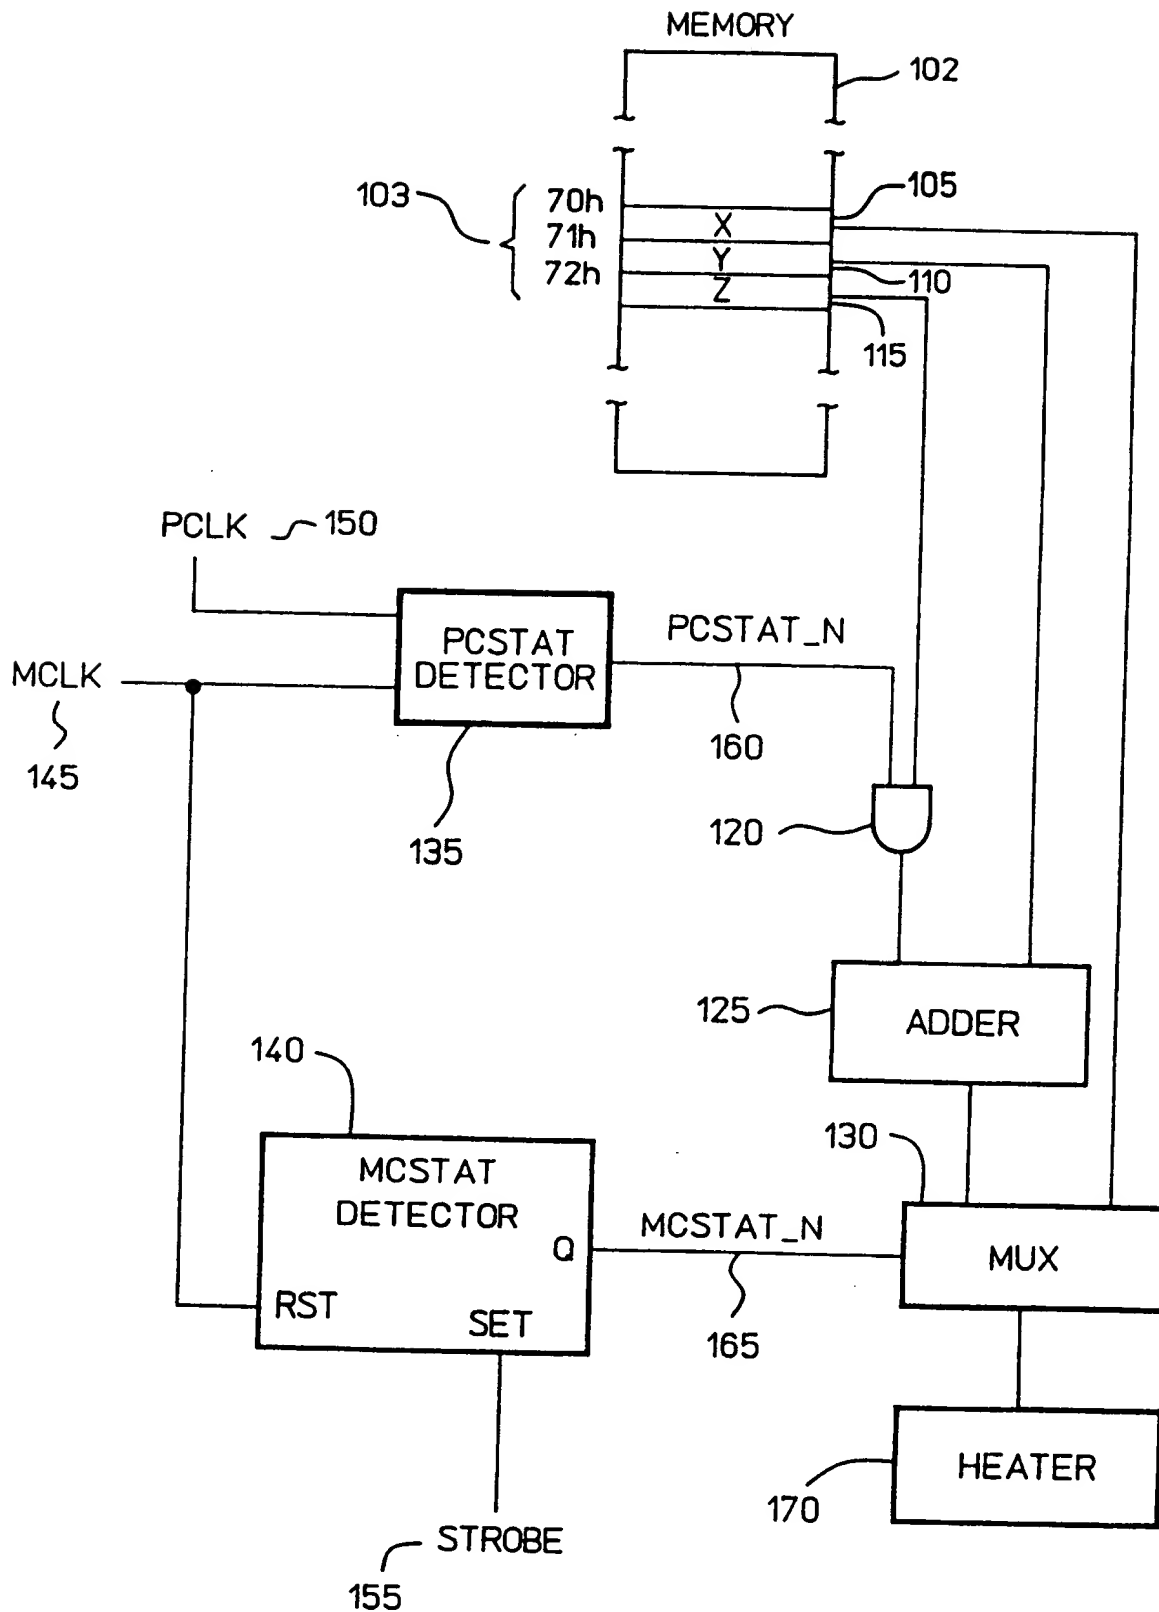 MEMORY
102
103
70h
71h
72h
X
Y
Z
105
110
115
PCLK
150
MCLK
145
PCSTAT
DETECTOR
135
PCSTAT_N
160
120
125
ADDER
140
MCSTAT
DETECTOR
Q
RST
SET
MCSTAT_N
165
130
MUX
HEATER
170
STROBE
155